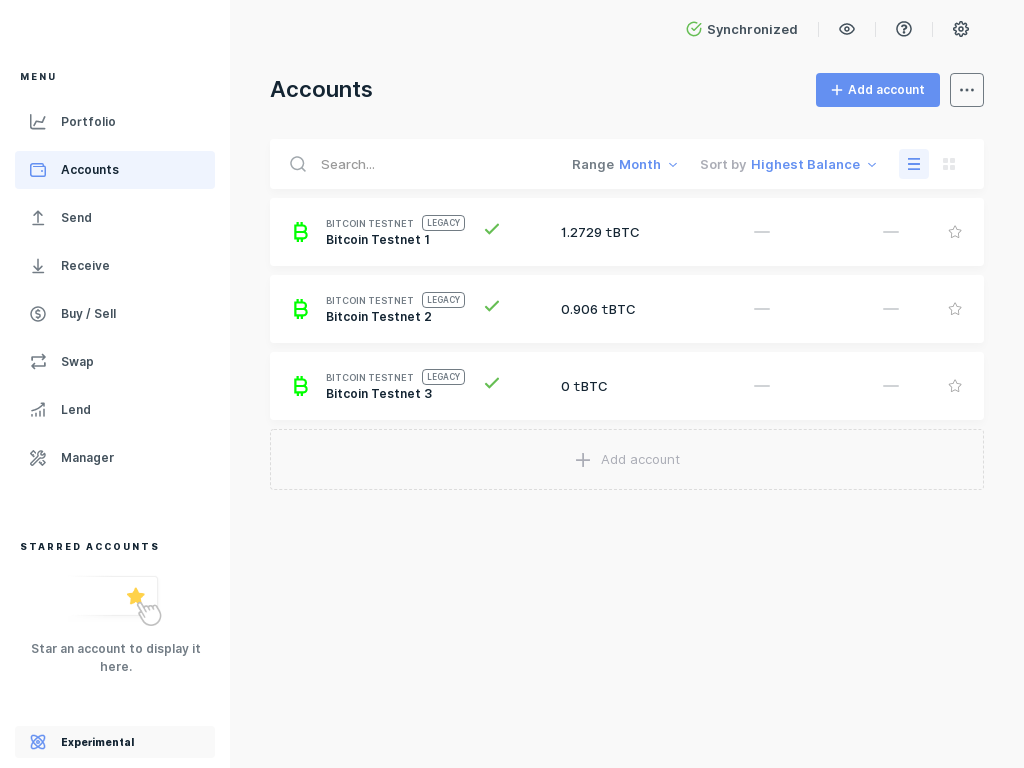 Synchronized
MENU
Portfolio
Accounts
Send
Receive
Buy / Sell
Swap
Lend
Manager
STARRED ACCOUNTS
Star an account to display it
here.
Experimental
Accounts
Add account
Search...
Range Month
Sort by Highest Balance
BITCOIN TESTNET LEGACY
Bitcoin Testnet 1
1.2729 tBTC
— —
BITCOIN TESTNET LEGACY
Bitcoin Testnet 2
0.906 tBTC
— —
BITCOIN TESTNET LEGACY
Bitcoin Testnet 3
0 tBTC
— —
Add account